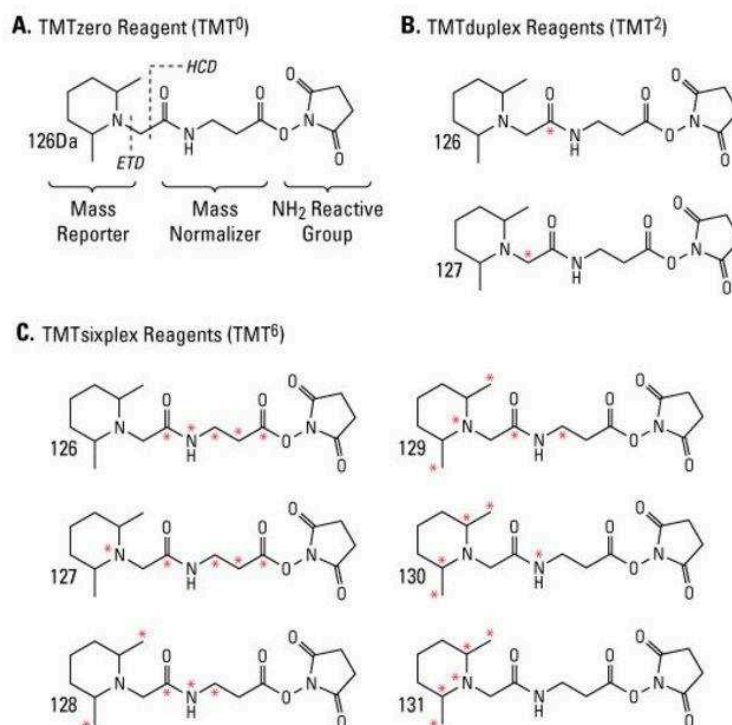 A. TMTzero Reagent (TMT⁰)
HCD
O
O
O
N
N
H
O
N
O
126Da
ETD
Mass Reporter
Mass Normalizer
NH₂ Reactive Group
B. TMTduplex Reagents (TMT²)
O
O
O
N
*
N
H
O
N
O
126
O
O
O
N
*
N
H
O
N
O
127
C. TMTsixplex Reagents (TMT⁶)
O
O
O
N
*
*
N
H
*
*
*
O
N
O
126
O
O
O
*
*
N
*
N
H
*
O
N
O
129
*
O
O
O
*
N
*
N
H
*
*
*
O
N
O
127
O
O
O
*
*
*
N
*
N
H
O
N
O
130
*
O
O
O
*
N
*
*
N
H
*
O
N
O
128
*
O
O
O
*
*
*
*
N
N
H
O
N
O
131
*